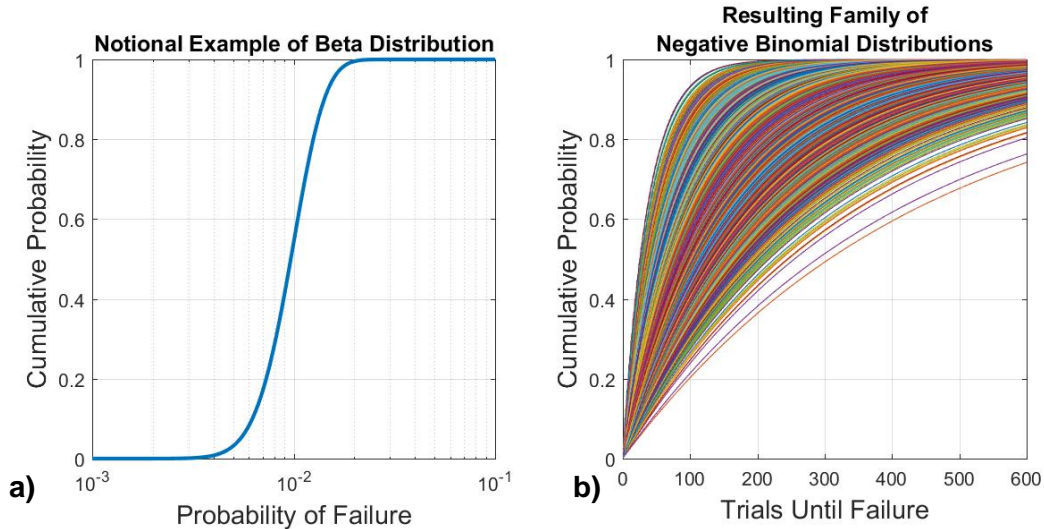 Notional Example of Beta Distribution
1
0.8
0.6
0.4
0.2
0
Cumulative Probability
10-3
10-2
10-1
Probability of Failure
a)
Resulting Family of
Negative Binomial Distributions
1
0.8
0.6
0.4
0.2
0
Cumulative Probability
0 100 200 300 400 500 600
Trials Until Failure
b)